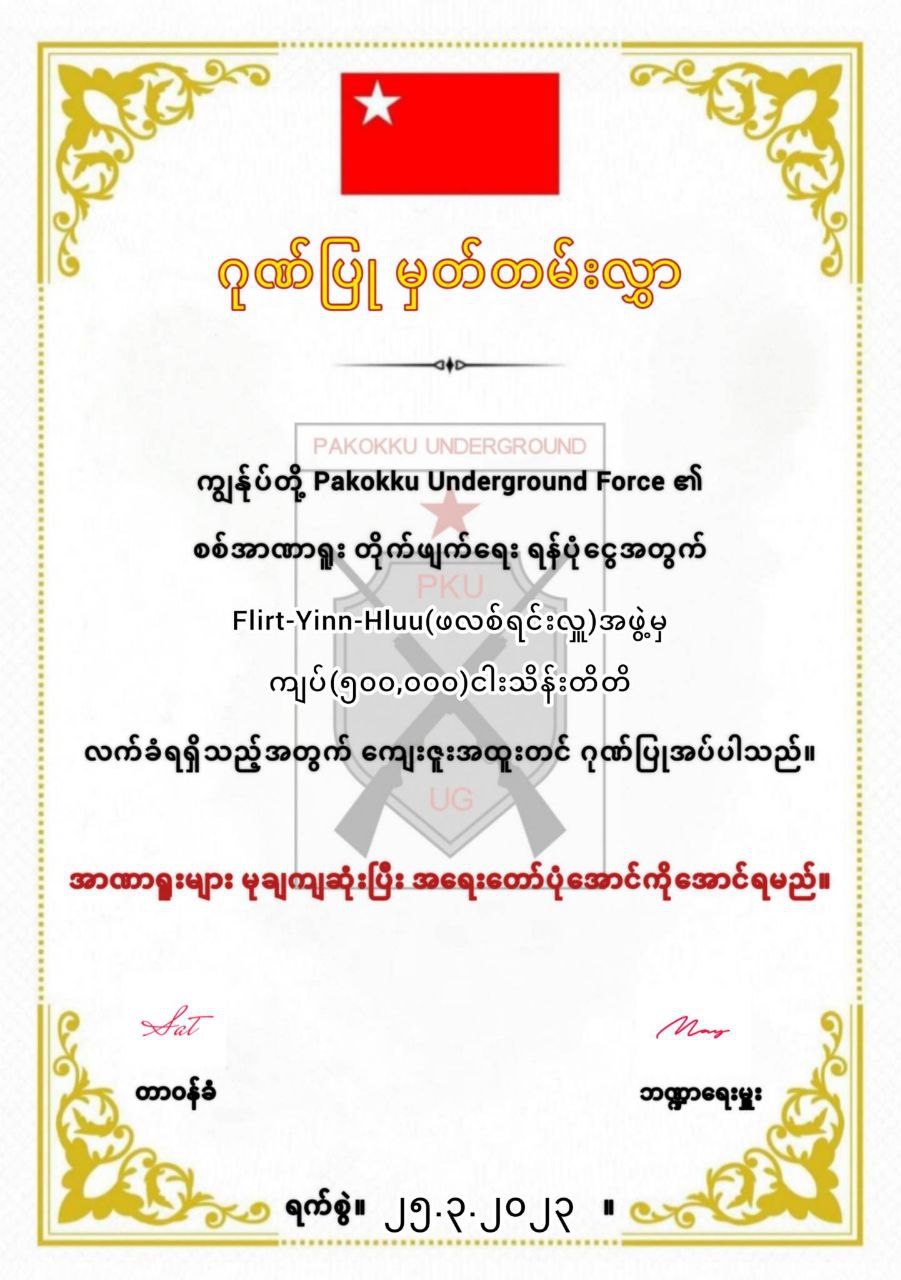 ဂုဏ်ပြု မှတ်တမ်းလွှာ
PAKOKKU UNDERGROUND
ကျွန်ုပ်တို့ Pakokku Underground Force ၏
စစ်အာဏာရူး တိုက်ဖျက်ရေး ရန်ပုံငွေအတွက်
PKU
Flirt-Yinn-Hluu(ဖလစ်ရင်းလှူ)အဖွဲ့မှ
ကျပ်(၅၀၀,၀၀၀)ငါးသိန်းတိတိ
လက်ခံရရှိသည့်အတွက် ကျေးဇူးအထူးတင် ဂုဏ်ပြုအပ်ပါသည်။
UG
အာဏာရူးများ မုချကျဆုံးပြီး အရေးတော်ပုံအောင်ကိုအောင်ရမည်။
Sat May
တာဝန်ခံ ဘဏ္ဍာရေးမှူး
ရက်စွဲ။ ၂၅.၃.၂၀၂၃ ။